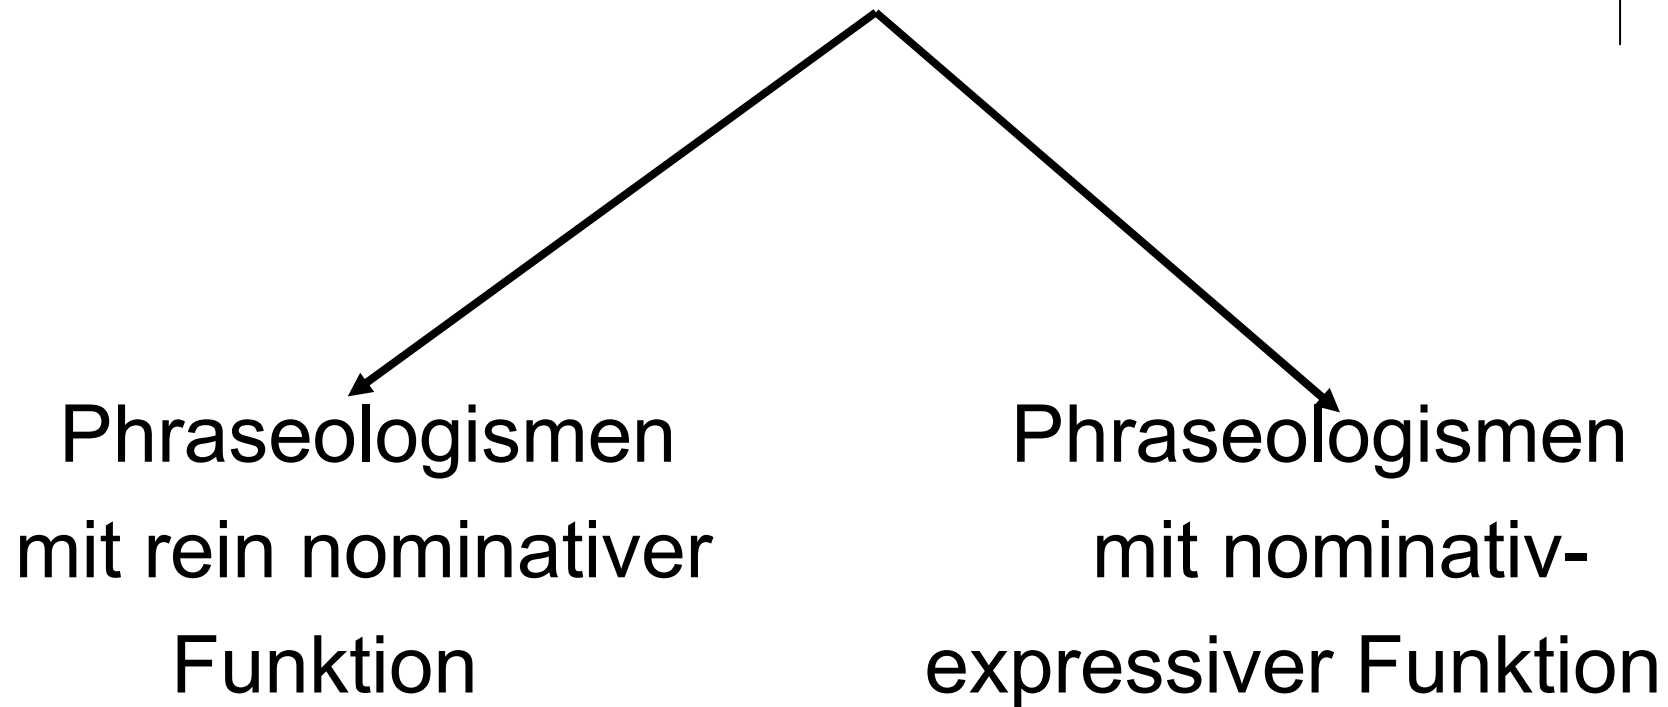 Phraseologismen
mit rein nominativer
Funktion
Phraseologismen
mit nominativ-
expressiver Funktion